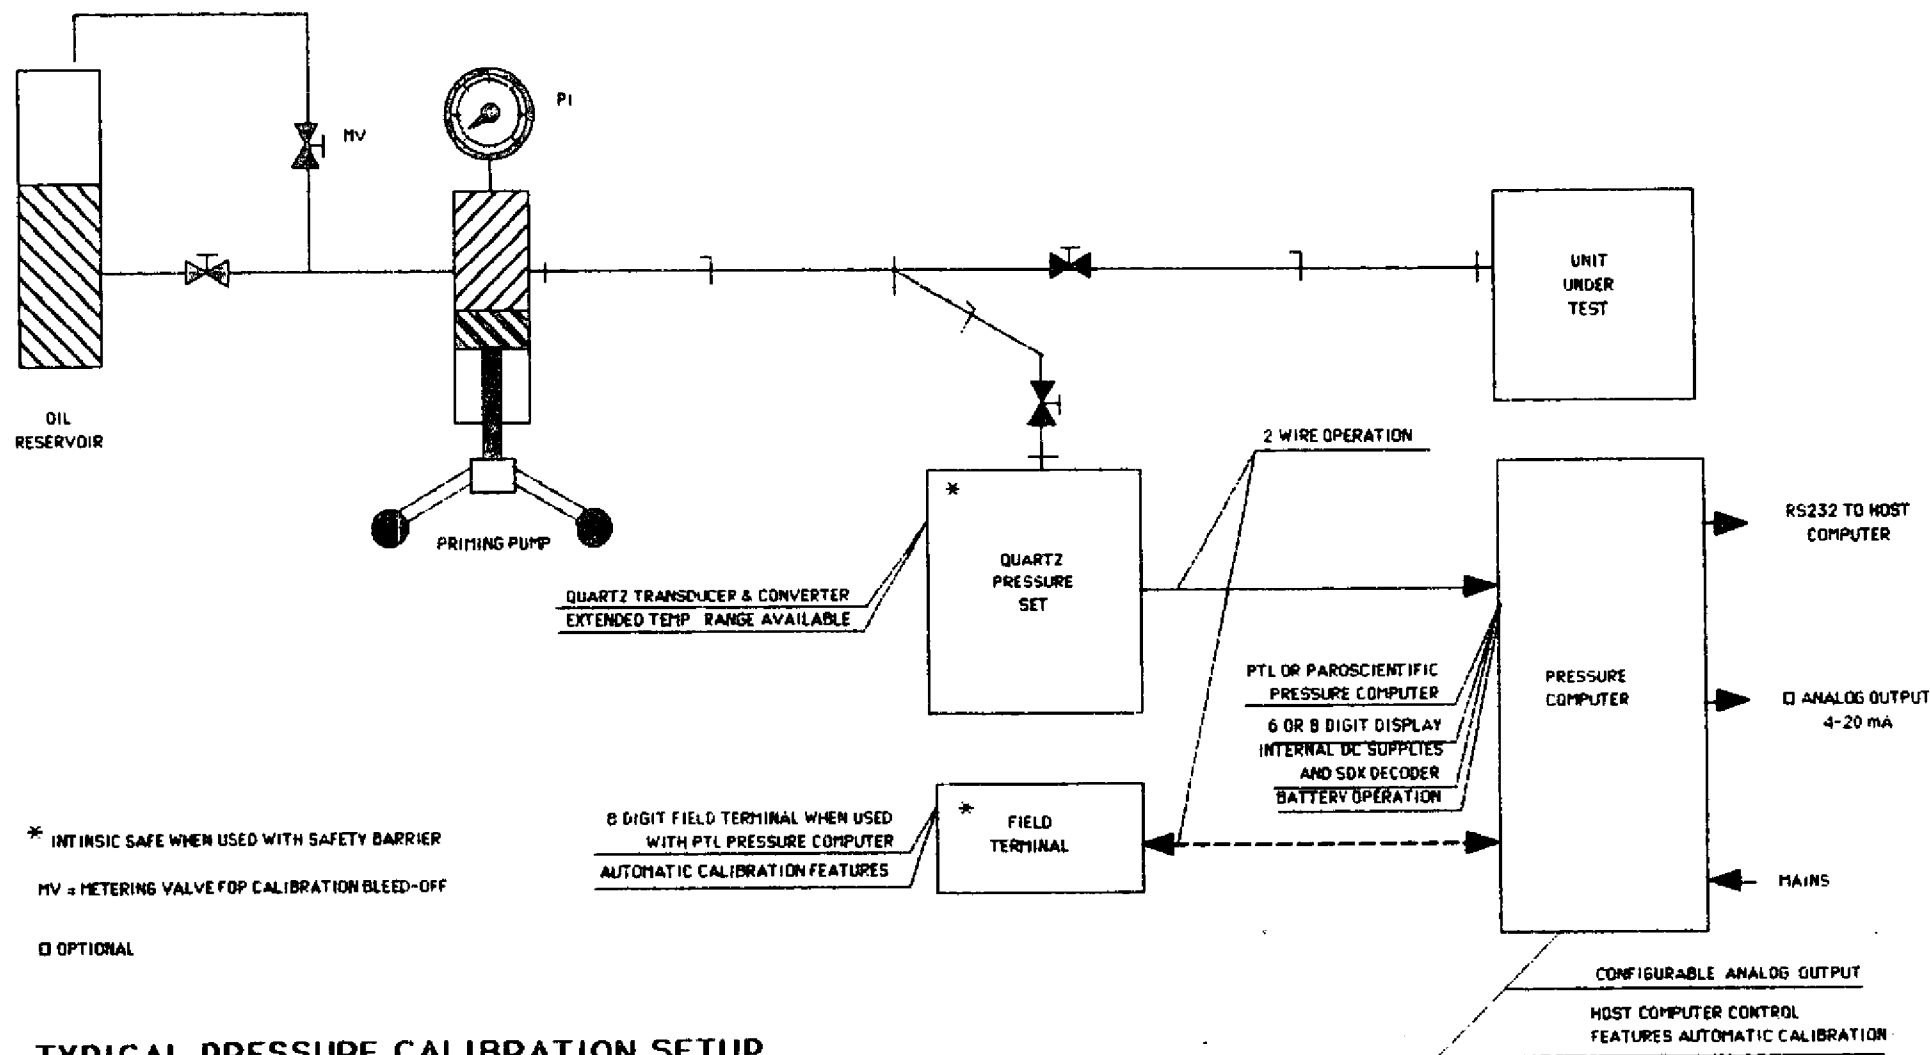 PI
MV
UNIT
UNDER
TEST
OIL
RESERVOIR
2 WIRE OPERATION
PRIMING PUMP
RS232 TO HOST
COMPUTER
QUARTZ
PRESSURE
SET
QUARTZ TRANSDUCER & CONVERTER
EXTENDED TEMP RANGE AVAILABLE
PTL OR PAROSCIENTIFIC
PRESSURE COMPUTER
6 OR 8 DIGIT DISPLAY
INTERNAL DC SUPPLIES
AND SDX DECODER
BATTERY OPERATION
PRESSURE
COMPUTER
□ ANALOG OUTPUT
4-20 mA
*
*
FIELD
TERMINAL
8 DIGIT FIELD TERMINAL WHEN USED
WITH PTL PRESSURE COMPUTER
AUTOMATIC CALIBRATION FEATURES
* INTINSIC SAFE WHEN USED WITH SAFETY BARRIER
MV = METERING VALVE FOP CALIBRATION BLEED-OFF
□ OPTIONAL
MAINS
CONFIGURABLE ANALOG OUTPUT
HOST COMPUTER CONTROL
FEATURES AUTOMATIC CALIBRATION
TYPICAL PRESSURE CALIBRATION SETUP